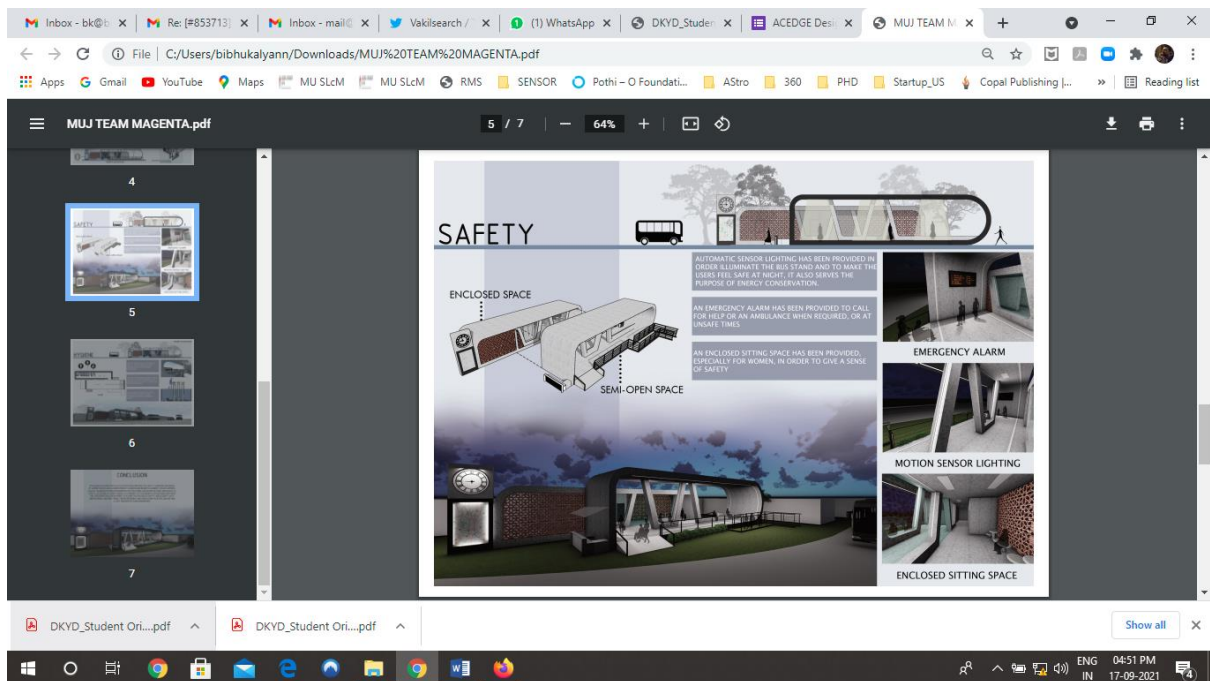 Inbox - bk@b
Re: [#853713]
Inbox - mail@
Vakilsearch /
(1) WhatsApp
DKYD_Studen
ACEDGE Desi
MUJ TEAM M
File | C:/Users/bibhukalyann/Downloads/MUJ%20TEAM%20MAGENTA.pdf
Apps
Gmail
YouTube
Maps
MU SLcM
MU SLcM
RMS
SENSOR
Pothi – O Foundati...
AStro
360
PHD
Startup_US
Copal Publishing |...
»
Reading list
MUJ TEAM MAGENTA.pdf
5 / 7
64%
4
SAFETY
5
HYGIENE
6
CONCLUSION
7
SAFETY
AUTOMATIC SENSOR LIGHTING HAS BEEN PROVIDED IN
ORDER ILLUMINATE THE BUS STAND AND TO MAKE THE
USERS FEEL SAFE AT NIGHT, IT ALSO SERVES THE
PURPOSE OF ENERGY CONSERVATION.
ENCLOSED SPACE
AN EMERGENCY ALARM HAS BEEN PROVIDED TO CALL
FOR HELP OR AN AMBULANCE WHEN REQUIRED, OR AT
UNSAFE TIMES
AN ENCLOSED SITTING SPACE HAS BEEN PROVIDED,
ESPECIALLY FOR WOMEN, IN ORDER TO GIVE A SENSE
OF SAFETY
SEMI-OPEN SPACE
EMERGENCY ALARM
MOTION SENSOR LIGHTING
ENCLOSED SITTING SPACE
DKYD_Student Ori....pdf
DKYD_Student Ori....pdf
Show all
ENG
IN
04:51 PM
17-09-2021
4